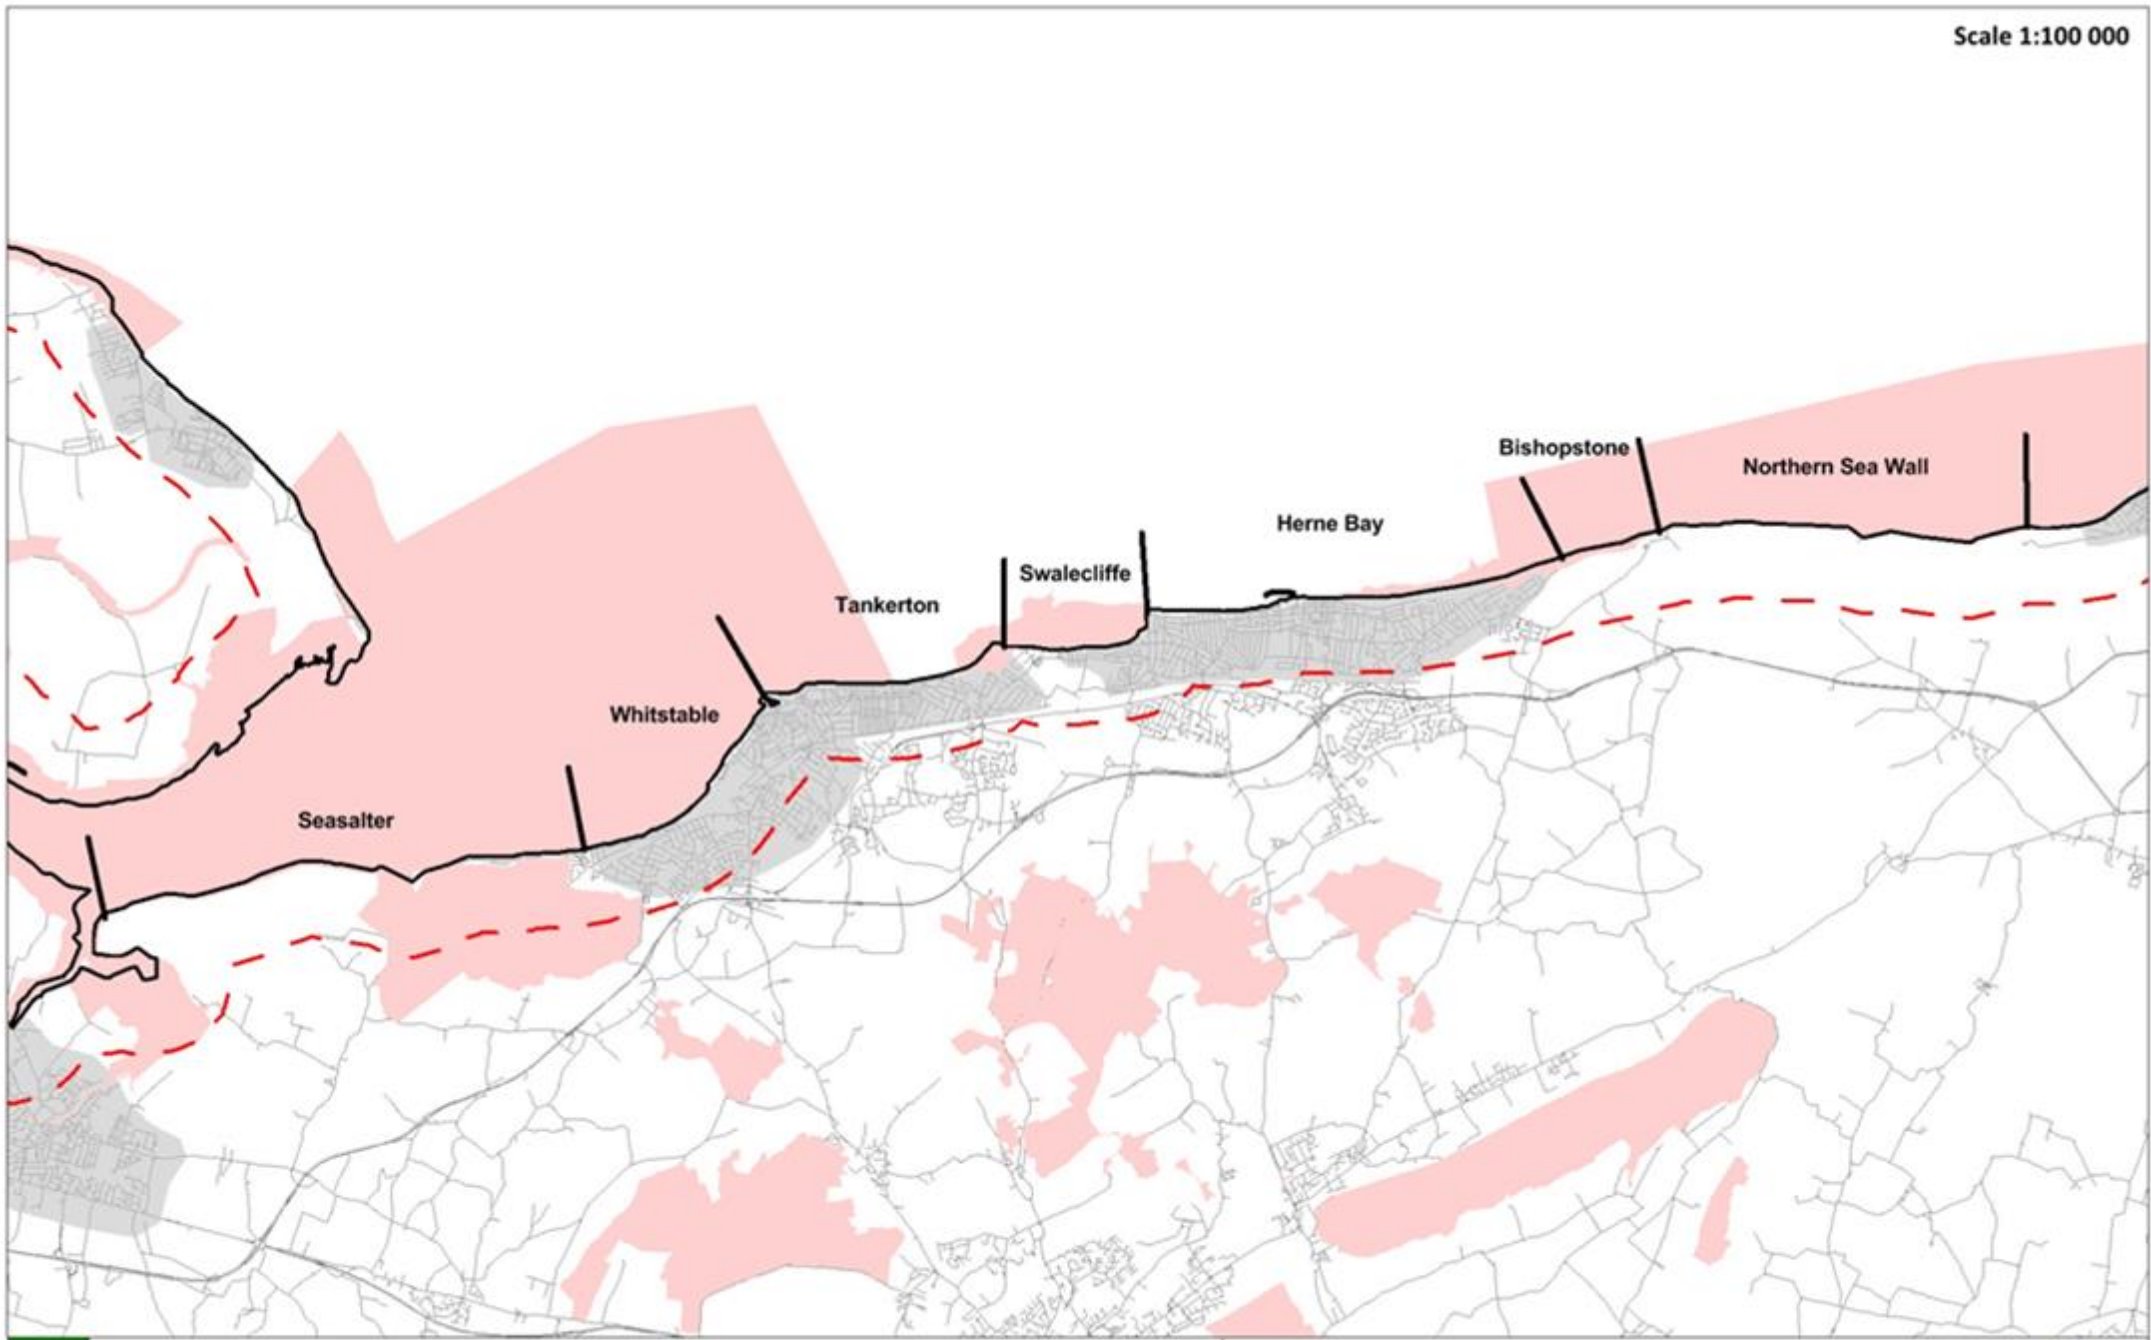 Scale 1:100 000
Bishopstone
Northern Sea Wall
Herne Bay
Swalecliffe
Tankerton
Whitstable
Seasalter